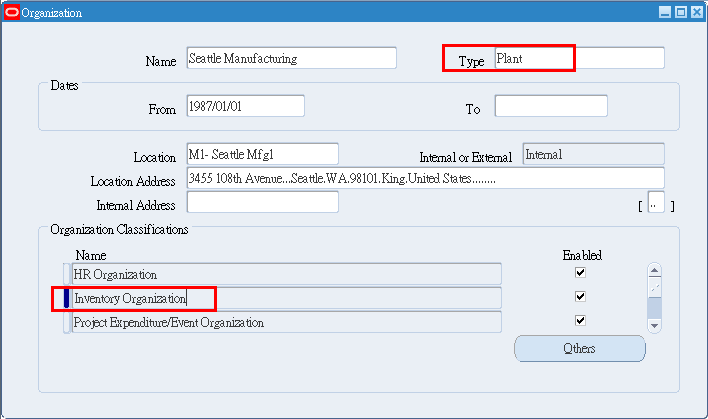 Organization
Name Seattle Manufacturing Type Plant
Dates
From 1987/01/01 To
Location M1- Seattle Mfg1 Internal or External Internal
Location Address 3455 108th Avenue...Seattle.WA.98101.King.United States........
Internal Address [ .. ]
Organization Classifications
Name Enabled
HR Organization
Inventory Organization
Project Expenditure/Event Organization
Others